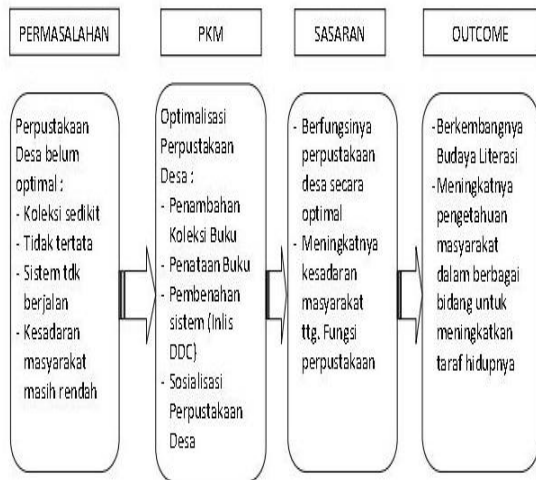 PERMASALAHAN
PKM
SASARAN
OUTCOME
Perpustakaan
Desa belum
optimal :
- Koleksi sedikit
- Tidak tertata
- Sistem tdk
berjalan
- Kesadaran
masyarakat
masih rendah
Optimalisasi
Perpustakaan
Desa :
- Penambahan
Koleksi Buku
- Penataan Buku
- Pembenahan
sistem (Inlis
DDC)
- Sosialisasi
Perpustakaan
Desa
- Berfungsinya
perpustakaan
desa secara
optimal
- Meningkatnya
kesadaran
masyarakat
ttg. Fungsi
perpustakaan
-Berkembangnya
Budaya Literasi
-Meningkatnya
pengetahuan
masyarakat
dalam berbagai
bidang untuk
meningkatkan
taraf hidupnya